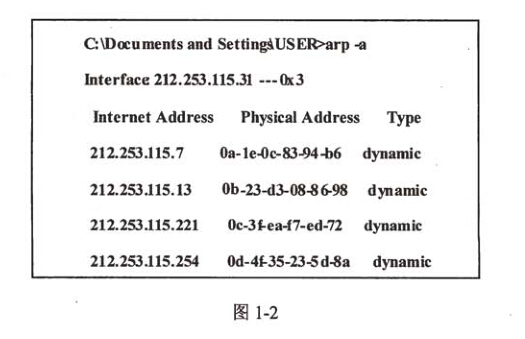 C:\Documents and Settings\USER>arp -a
Interface 212.253.115.31 --- 0x3
Internet Address Physical Address Type
212.253.115.7 0a-1e-0c-83-94-b6 dynamic
212.253.115.13 0b-23-d3-08-86-98 dynamic
212.253.115.221 0c-3f-ea-f7-ed-72 dynamic
212.253.115.254 0d-4f-35-23-5d-8a dynamic
图 1-2